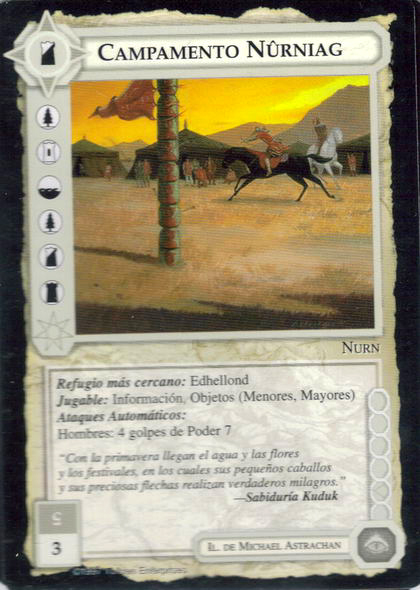 CAMPAMENTO NÛRNIAG
NURN
Refugio más cercano: Edhellond
Jugable: Información, Objetos (Menores, Mayores)
Ataques Automáticos:
Hombres: 4 golpes de Poder 7
“Con la primavera llegan el agua y las flores
y los festivales, en los cuales sus pequeños caballos
y sus preciosas flechas realizan verdaderos milagros.”
—Sabiduría Kuduk
3
IL. DE MICHAEL ASTRACHAN
Enterprises